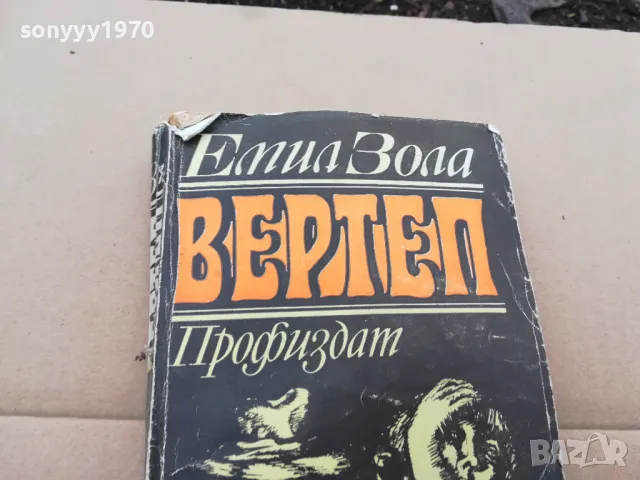 sonyyy1970
Емил Зола
ВЕРТЕП
Профиздат
BAZAR